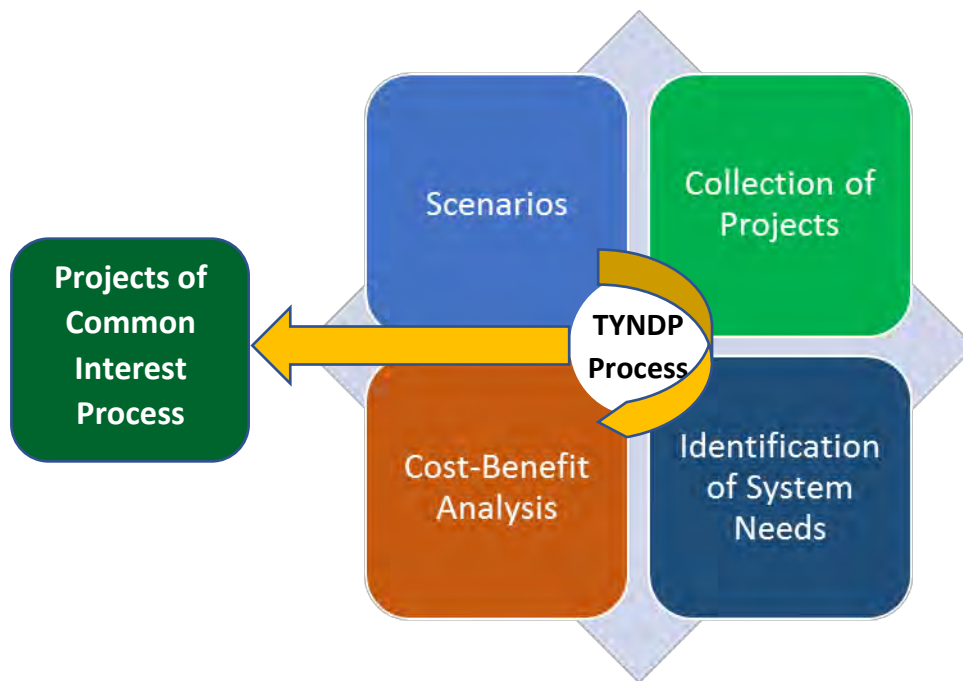 Scenarios
Collection of
Projects
Projects of
Common
Interest
Process
TYNDP
Process
Cost-Benefit
Analysis
Identification
of System
Needs